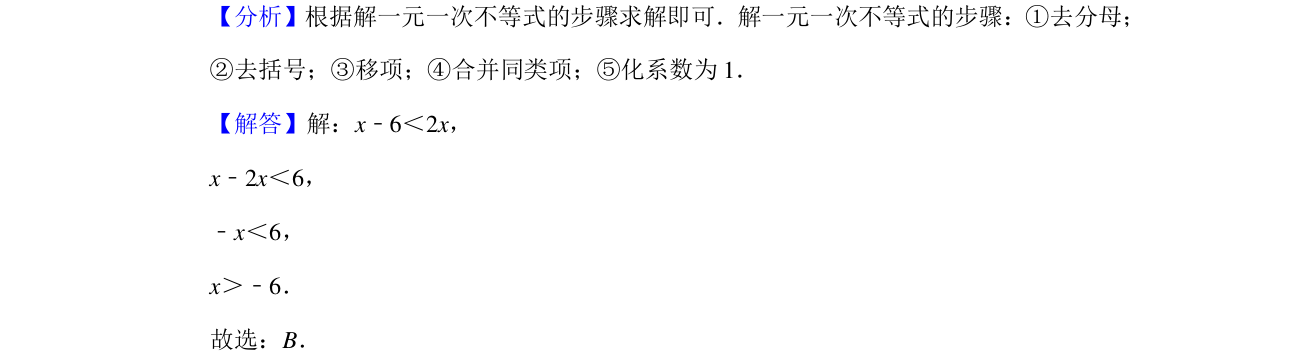 【分析】根据解一元一次不等式的步骤求解即可．解一元一次不等式的步骤：①去分母；
②去括号；③移项；④合并同类项；⑤化系数为 1．
【解答】解：x﹣6＜2x，
x﹣2x＜6，
﹣x＜6，
x＞﹣6．
故选：B．